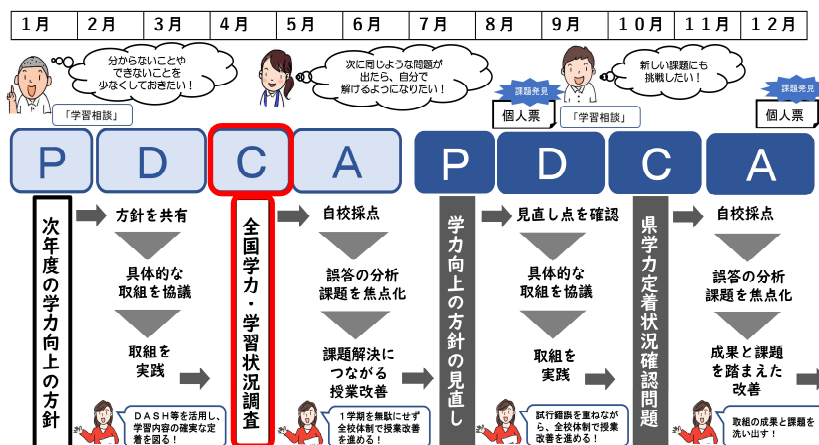 1月 2月 3月 4月 5月 6月 7月 8月 9月 10月 11月 12月
分からないことや
できないことを
少なくしておきたい！
次に同じような問題が
出たら、自分で
解けるようになりたい！
新しい課題にも
挑戦したい！
「学習相談」
課題発見
個人票
「学習相談」
課題発見
個人票
P D C A P D C A
次年度の学力向上の方針
方針を共有
具体的な
取組を協議
取組を
実践
DASH等を活用し、
学習内容の確実な定
着を図る！
全国学力・学習状況調査
自校採点
誤答の分析
課題を焦点化
課題解決に
つながる
授業改善
1学期を無駄にせず
全校体制で授業改善
を進める！
学力向上の方針の見直し
見直し点を確認
具体的な
取組を協議
取組を
実践
試行錯誤を重ねなが
ら、全校体制で授業
改善を進める！
県学力定着状況確認問題
自校採点
誤答の分析
課題を焦点化
成果と課題
を踏まえた
改善
取組の成果と課題を
洗い出す！